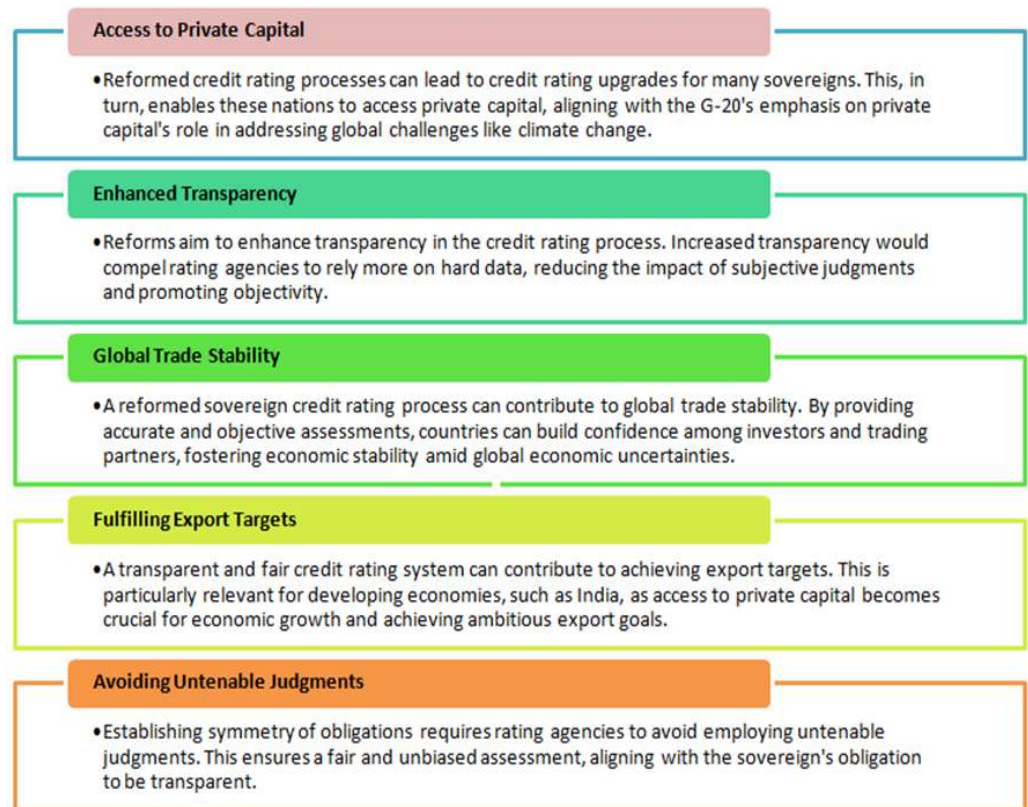 Access to Private Capital
•Reformed credit rating processes can lead to credit rating upgrades for many sovereigns. This, in
turn, enables these nations to access private capital, aligning with the G-20's emphasis on private
capital's role in addressing global challenges like climate change.
Enhanced Transparency
•Reforms aim to enhance transparency in the credit rating process. Increased transparency would
compel rating agencies to rely more on hard data, reducing the impact of subjective judgments
and promoting objectivity.
Global Trade Stability
•A reformed sovereign credit rating process can contribute to global trade stability. By providing
accurate and objective assessments, countries can build confidence among investors and trading
partners, fostering economic stability amid global economic uncertainties.
Fulfilling Export Targets
•A transparent and fair credit rating system can contribute to achieving export targets. This is
particularly relevant for developing economies, such as India, as access to private capital becomes
crucial for economic growth and achieving ambitious export goals.
Avoiding Untenable Judgments
•Establishing symmetry of obligations requires rating agencies to avoid employing untenable
judgments. This ensures a fair and unbiased assessment, aligning with the sovereign's obligation
to be transparent.